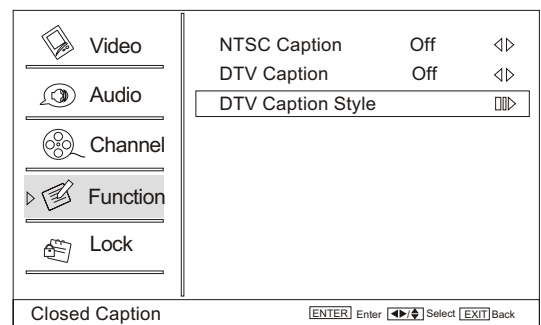 Video
Audio
Channel
Function
Lock
NTSC Caption Off
DTV Caption Off
DTV Caption Style
Closed Caption
ENTER Enter ◀▶/▲▼ Select EXIT Back